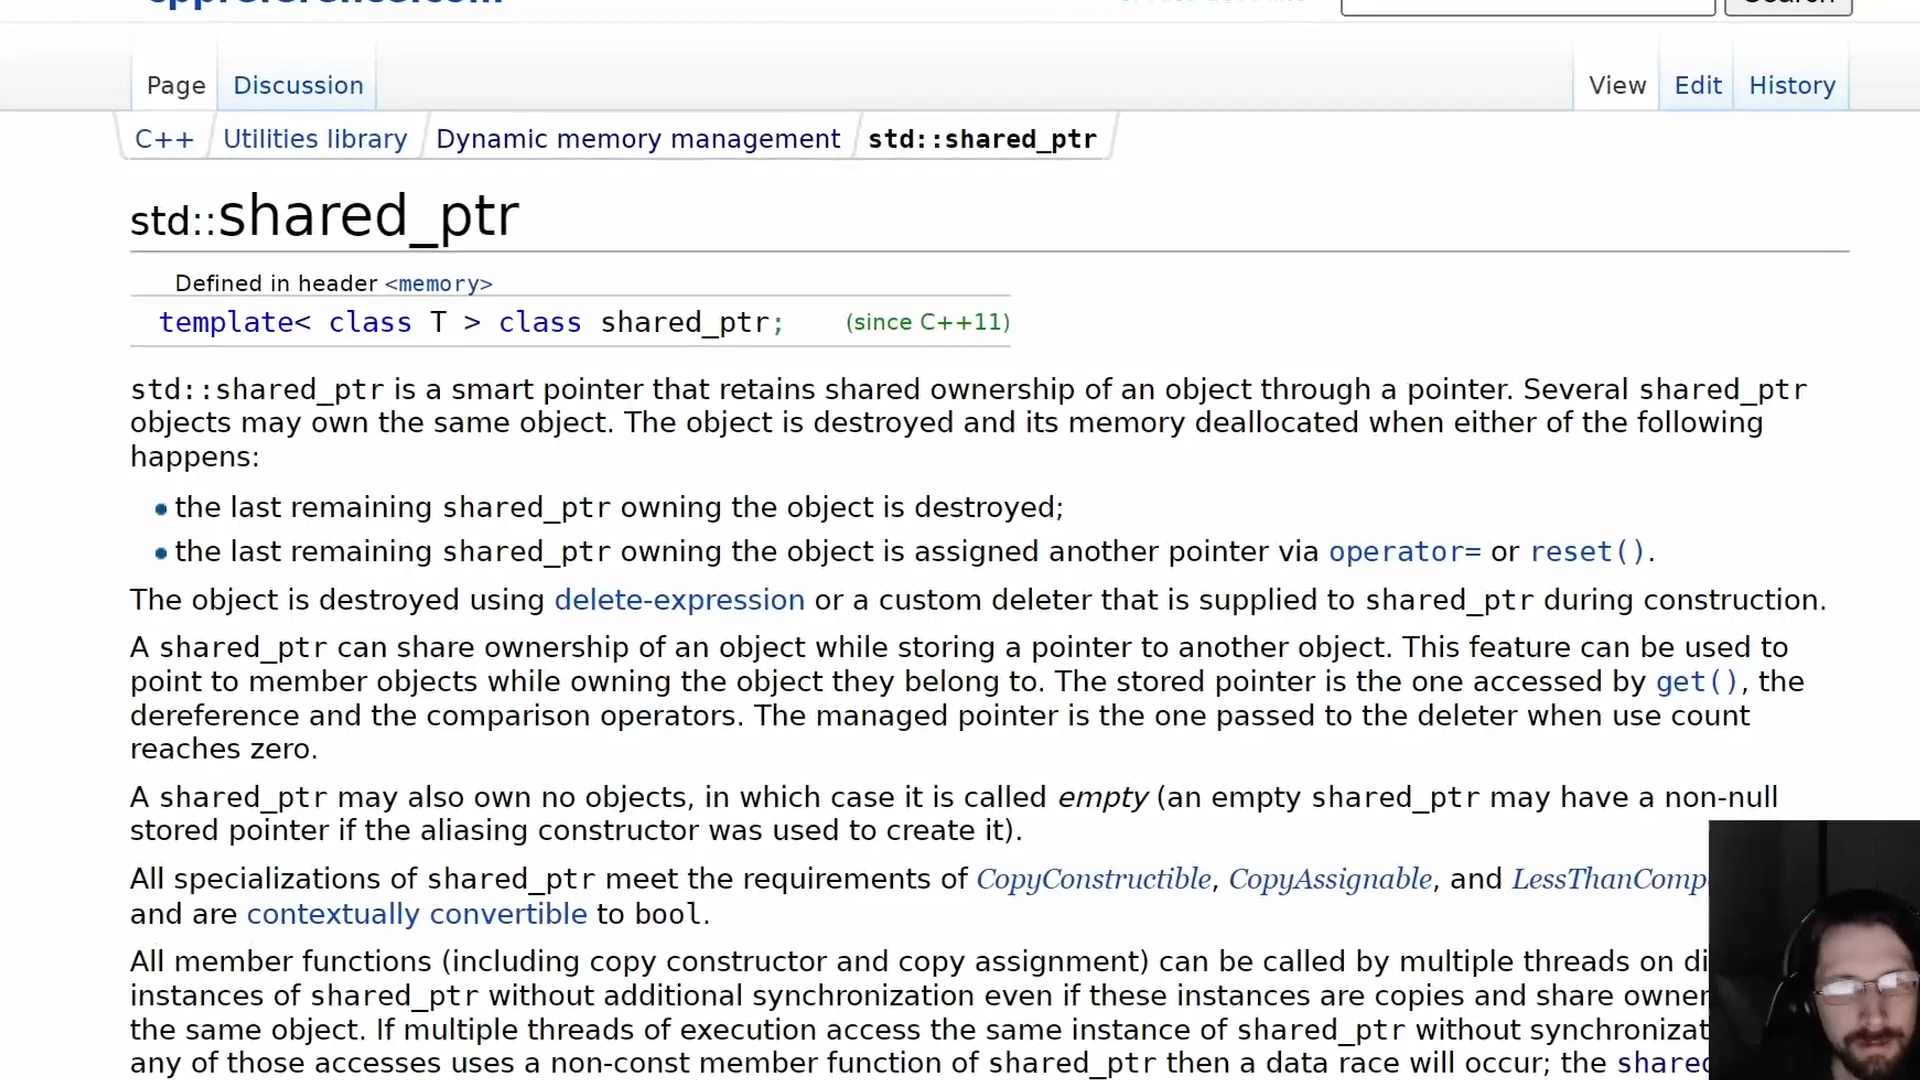 cppreference.com
Search
Page
Discussion
View
Edit
History
C++
Utilities library
Dynamic memory management
std::shared_ptr
std::shared_ptr
Defined in header <memory>
template< class T > class shared_ptr; (since C++11)
std::shared_ptr is a smart pointer that retains shared ownership of an object through a pointer. Several shared_ptr
objects may own the same object. The object is destroyed and its memory deallocated when either of the following
happens:
the last remaining shared_ptr owning the object is destroyed;
the last remaining shared_ptr owning the object is assigned another pointer via operator= or reset().
The object is destroyed using delete-expression or a custom deleter that is supplied to shared_ptr during construction.
A shared_ptr can share ownership of an object while storing a pointer to another object. This feature can be used to
point to member objects while owning the object they belong to. The stored pointer is the one accessed by get(), the
dereference and the comparison operators. The managed pointer is the one passed to the deleter when use count
reaches zero.
A shared_ptr may also own no objects, in which case it is called empty (an empty shared_ptr may have a non-null
stored pointer if the aliasing constructor was used to create it).
All specializations of shared_ptr meet the requirements of CopyConstructible, CopyAssignable, and LessThanComp
and are contextually convertible to bool.
All member functions (including copy constructor and copy assignment) can be called by multiple threads on di
instances of shared_ptr without additional synchronization even if these instances are copies and share owner
the same object. If multiple threads of execution access the same instance of shared_ptr without synchronizat
any of those accesses uses a non-const member function of shared_ptr then a data race will occur; the shared